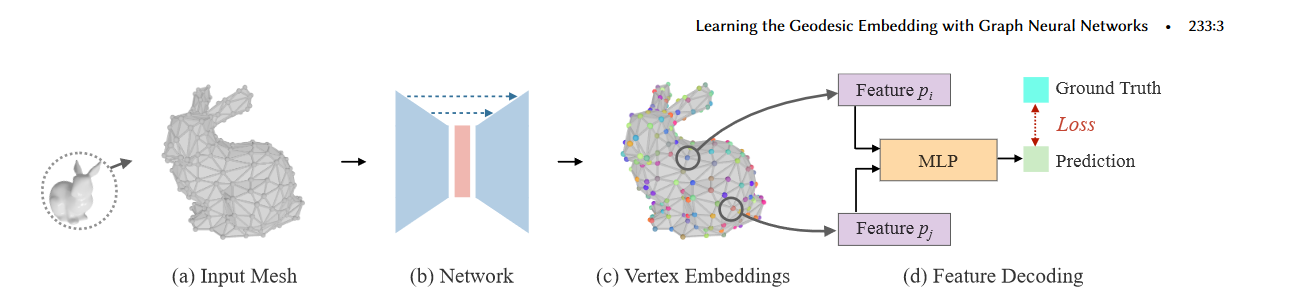 Learning the Geodesic Embedding with Graph Neural Networks • 233:3
Feature p_i
Ground Truth
Loss
MLP
Prediction
Feature p_j
(a) Input Mesh
(b) Network
(c) Vertex Embeddings
(d) Feature Decoding